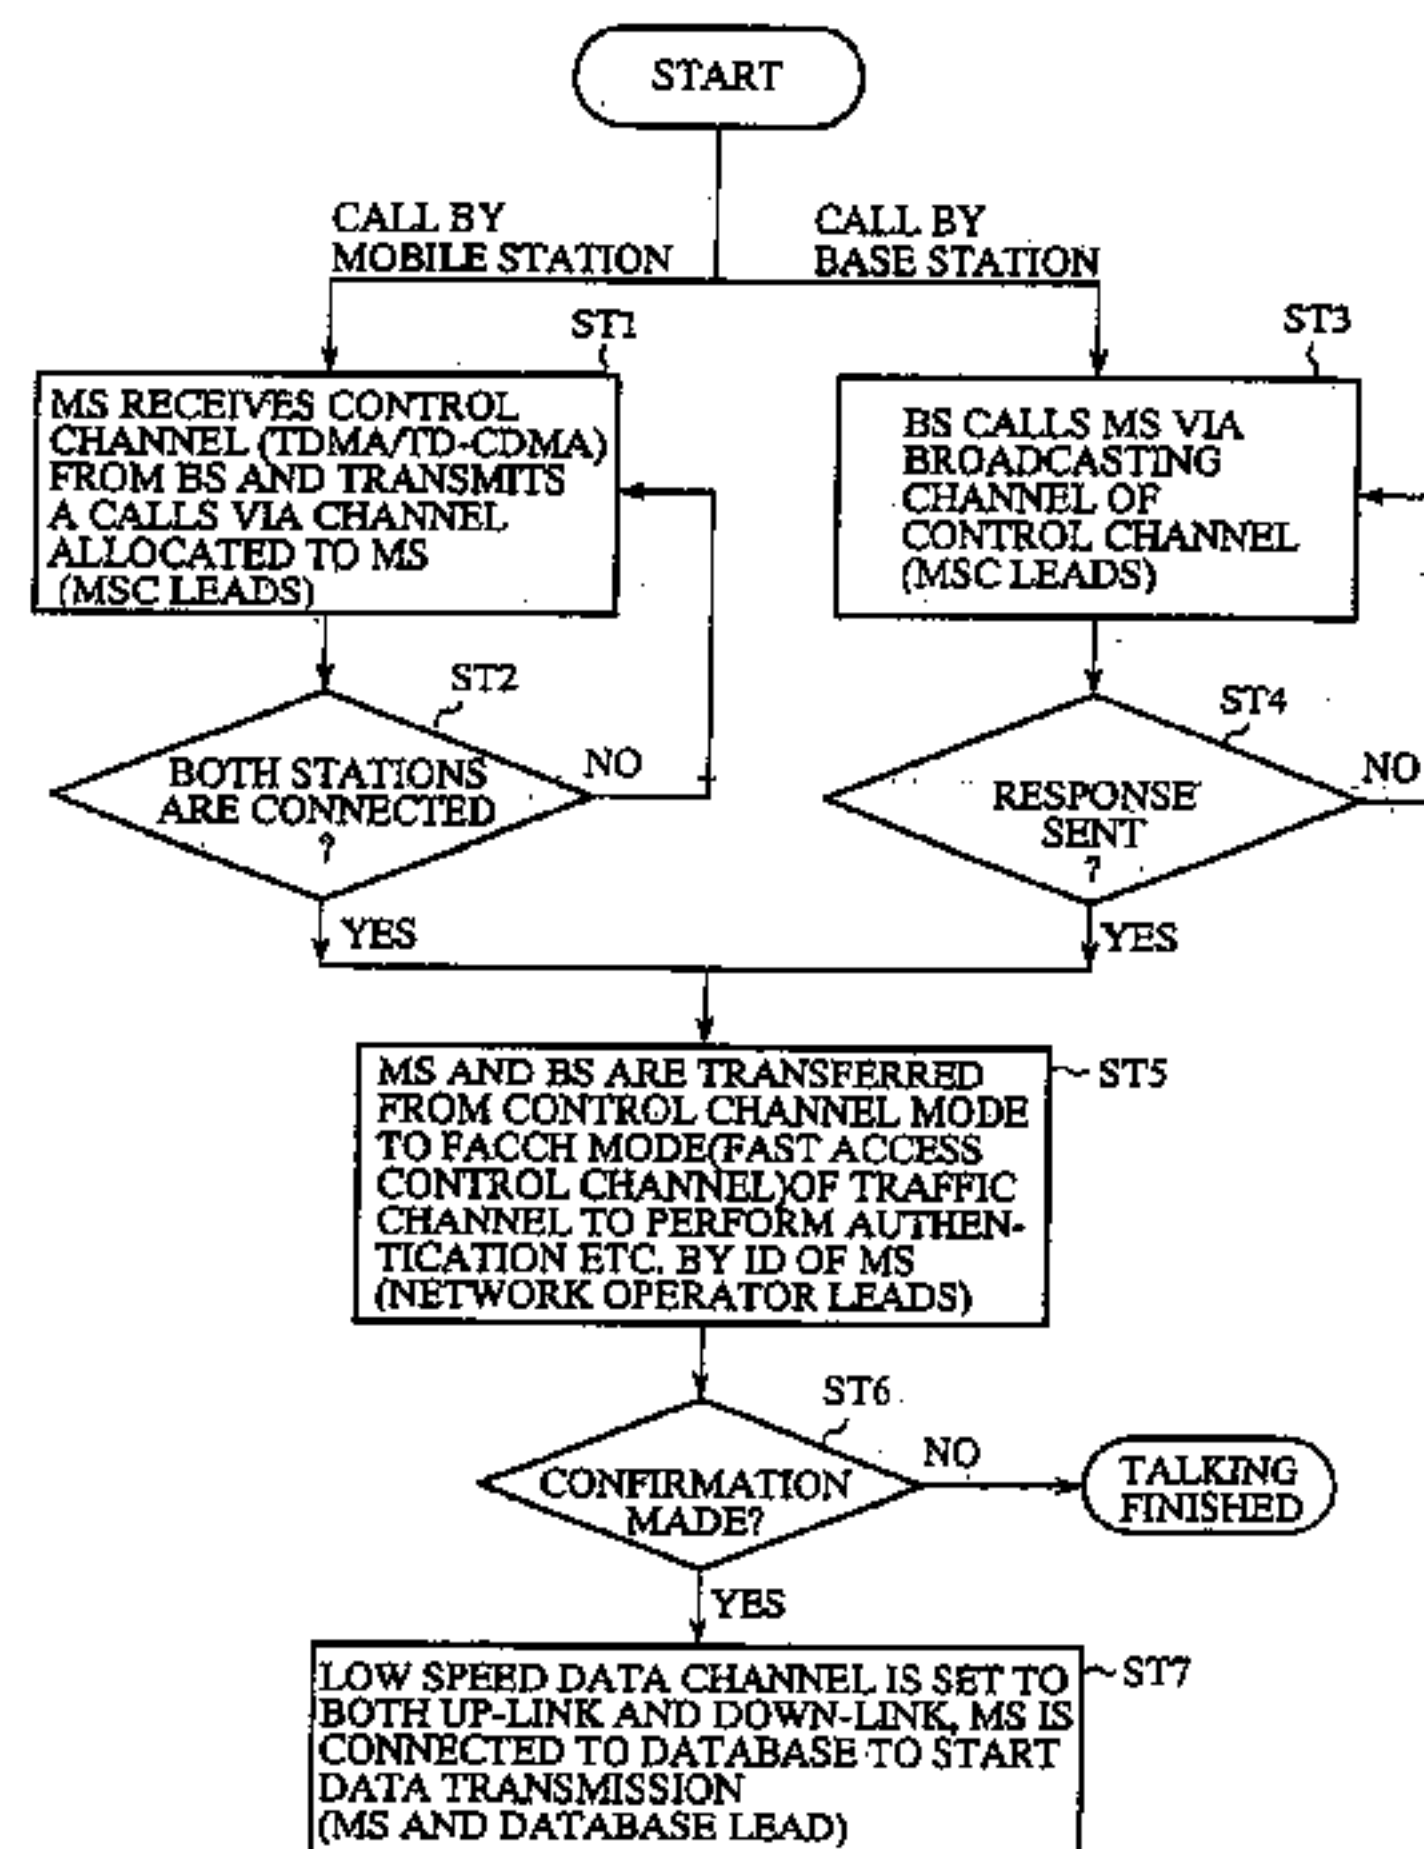 START
CALL BY
MOBILE STATION
CALL BY
BASE STATION
ST1
MS RECEIVES CONTROL
CHANNEL (TDMA/TD-CDMA)
FROM BS AND TRANSMITS
A CALLS VIA CHANNEL
ALLOCATED TO MS
(MSC LEADS)
ST3
BS CALLS MS VIA
BROADCASTING
CHANNEL OF
CONTROL CHANNEL
(MSC LEADS)
ST2
BOTH STATIONS
ARE CONNECTED
?
NO
YES
ST4
RESPONSE
SENT
?
NO
YES
MS AND BS ARE TRANSFERRED
FROM CONTROL CHANNEL MODE
TO FACCH MODE(FAST ACCESS
CONTROL CHANNEL)OF TRAFFIC
CHANNEL TO PERFORM AUTHEN-
TICATION ETC. BY ID OF MS
(NETWORK OPERATOR LEADS)
ST5
ST6
CONFIRMATION
MADE?
NO
TALKING
FINISHED
YES
LOW SPEED DATA CHANNEL IS SET TO
BOTH UP-LINK AND DOWN-LINK, MS IS
CONNECTED TO DATABASE TO START
DATA TRANSMISSION
(MS AND DATABASE LEAD)
ST7